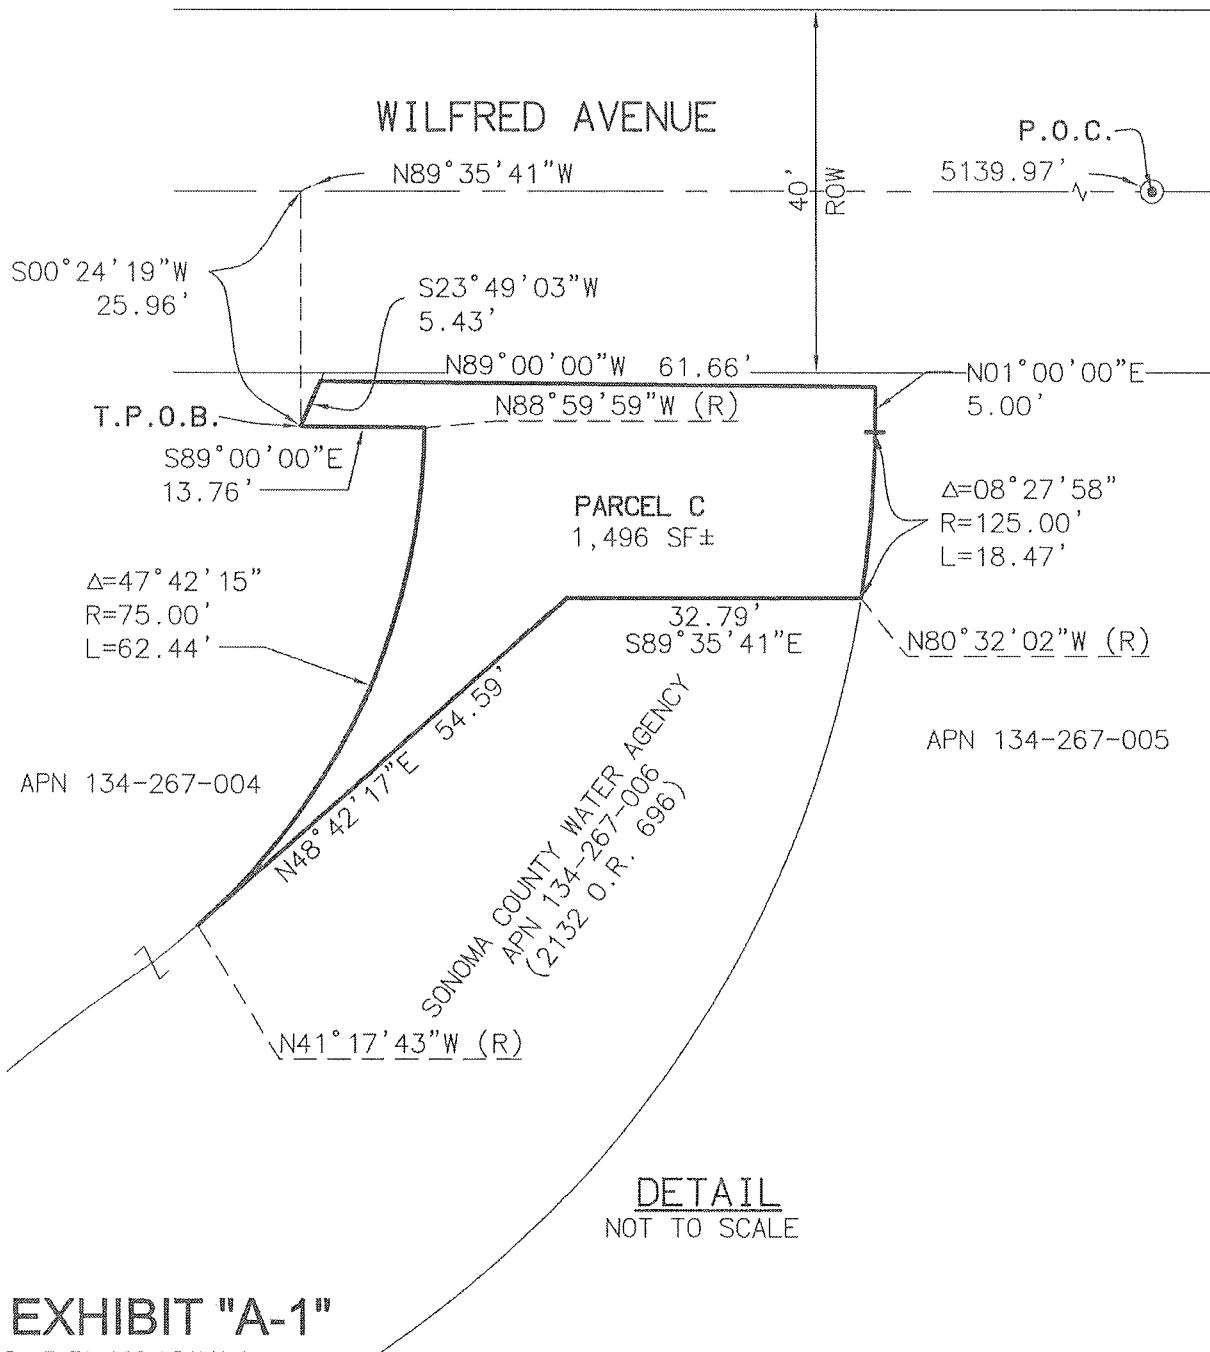 WILFRED AVENUE
P.O.C.
N89°35'41"W
5139.97'
40'
ROW
S00°24'19"W
25.96'
S23°49'03"W
5.43'
N89°00'00"W 61.66'
N01°00'00"E
5.00'
N88°59'59"W (R)
T.P.O.B.
S89°00'00"E
13.76'
PARCEL C
1,496 SF±
Δ=08°27'58"
R=125.00'
L=18.47'
Δ=47°42'15"
R=75.00'
L=62.44'
32.79'
S89°35'41"E
N80°32'02"W (R)
N48°42'17"E 54.59'
APN 134-267-005
APN 134-267-004
SONOMA COUNTY WATER AGENCY
APN 134-267-006
(2132 O.R. 696)
N41°17'43"W (R)
DETAIL
NOT TO SCALE
EXHIBIT "A-1"